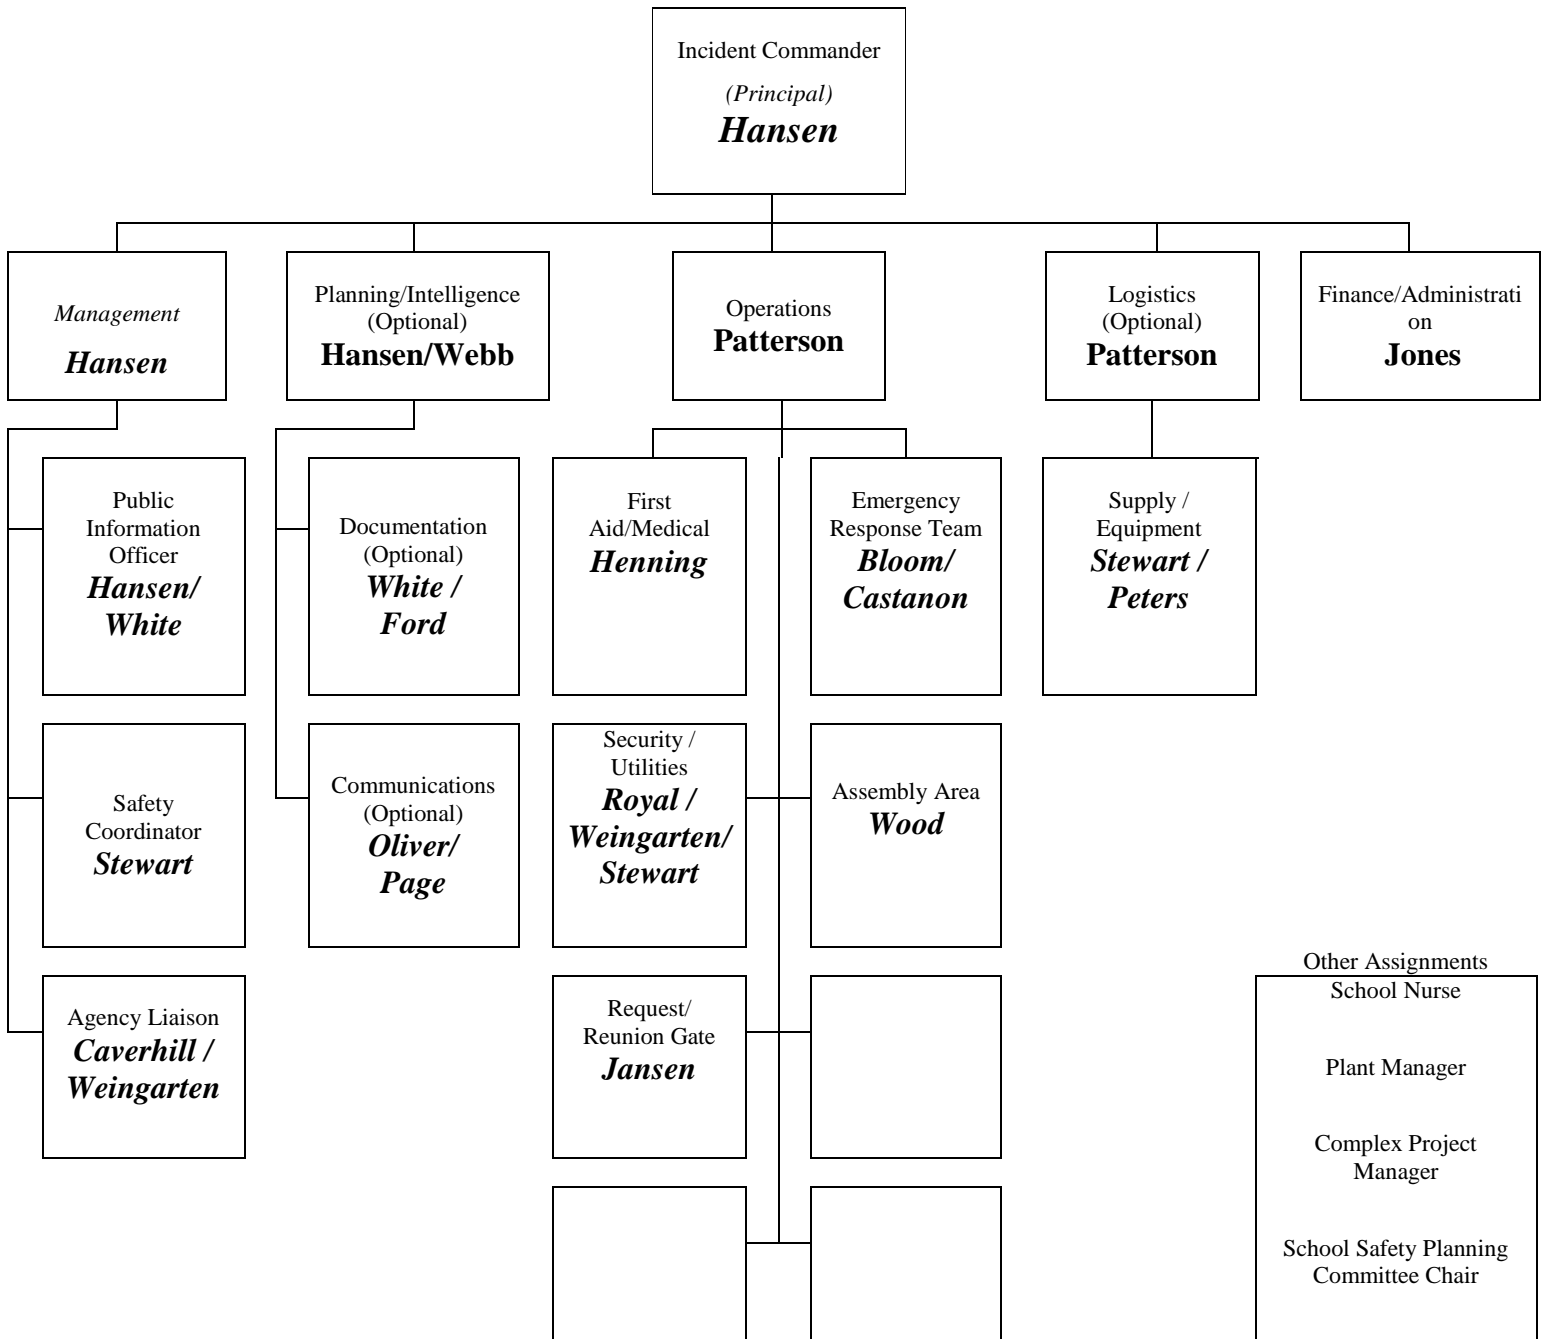 Incident Commander
(Principal)
Hansen
Management
Hansen
Planning/Intelligence
(Optional)
Hansen/Webb
Operations
Patterson
Logistics
(Optional)
Patterson
Finance/Administrati
on
Jones
Public
Information
Officer
Hansen/
White
Documentation
(Optional)
White /
Ford
First
Aid/Medical
Henning
Emergency
Response Team
Bloom/
Castanon
Supply /
Equipment
Stewart /
Peters
Safety
Coordinator
Stewart
Communications
(Optional)
Oliver/
Page
Security /
Utilities
Royal /
Weingarten/
Stewart
Assembly Area
Wood
Agency Liaison
Caverhill /
Weingarten
Request/
Reunion Gate
Jansen
Other Assignments
School Nurse
Plant Manager
Complex Project
Manager
School Safety Planning
Committee Chair